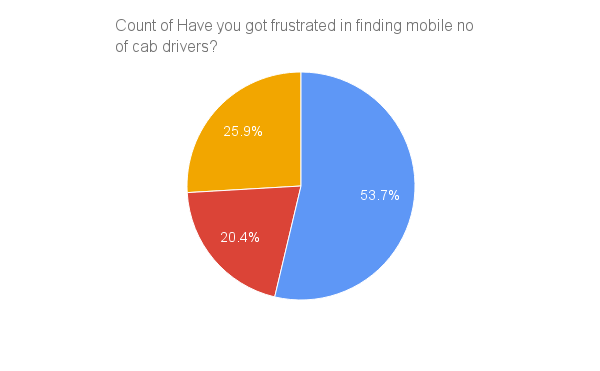 Count of Have you got frustrated in finding mobile no
of cab drivers?
25.9%
53.7%
20.4%